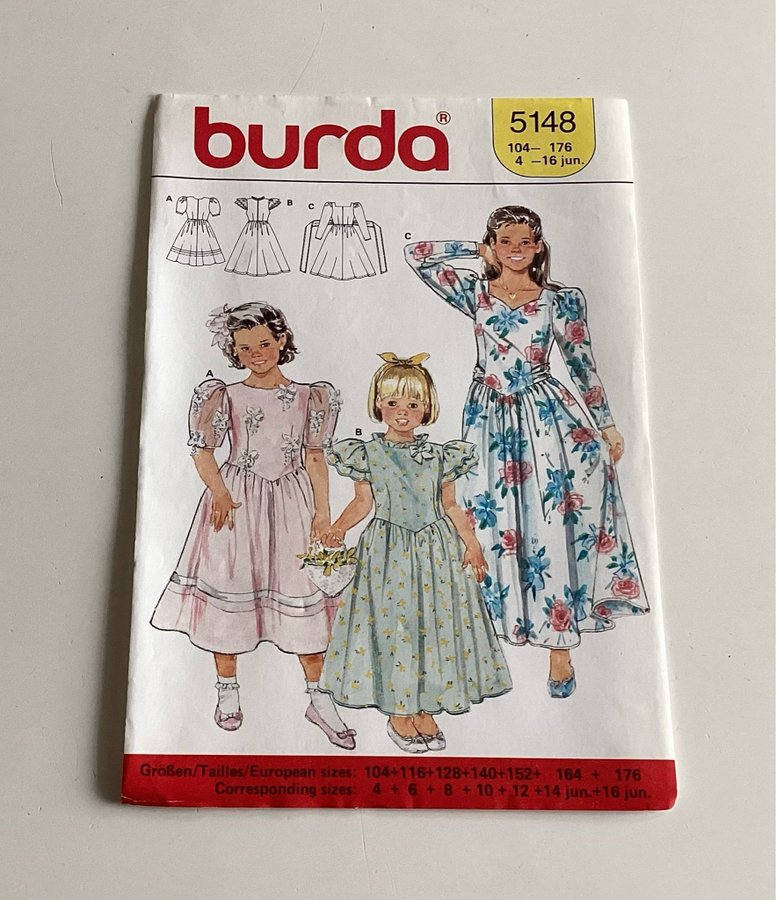 burda®
5148
104– 176
4 –16 jun.
A
B
C
C
A
B
Größen/Tailles/European sizes: 104+116+128+140+152+ 164 + 176
Corresponding sizes: 4 + 6 + 8 + 10 + 12 +14 jun.+16 jun.